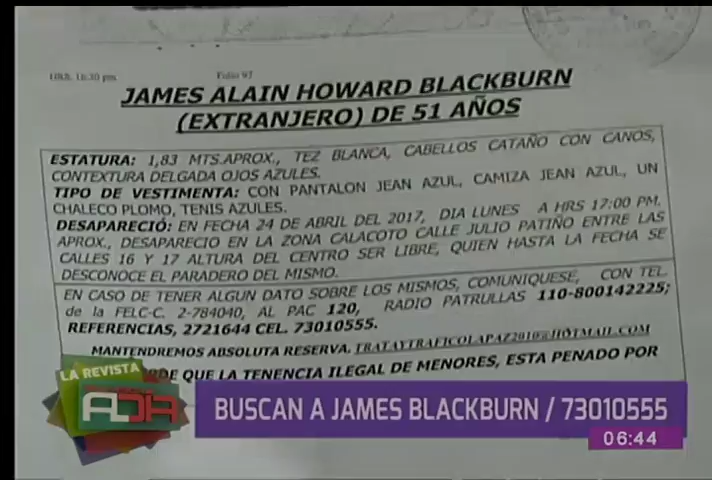 HRS. 16:30 pm
Folio 93
JAMES ALAIN HOWARD BLACKBURN
(EXTRANJERO) DE 51 AÑOS
ESTATURA: 1,83 MTS.APROX., TEZ BLANCA, CABELLOS CATAÑO CON CANOS,
CONTEXTURA DELGADA OJOS AZULES.
TIPO DE VESTIMENTA: CON PANTALON JEAN AZUL, CAMIZA JEAN AZUL, UN
CHALECO PLOMO, TENIS AZULES.
DESAPARECIÓ: EN FECHA 24 DE ABRIL DEL 2017, DIA LUNES A HRS 17:00 PM.
APROX., DESAPARECIO EN LA ZONA CALACOTO CALLE JULIO PATIÑO ENTRE LAS
CALLES 16 Y 17 ALTURA DEL CENTRO SER LIBRE, QUIEN HASTA LA FECHA SE
DESCONOCE EL PARADERO DEL MISMO.
EN CASO DE TENER ALGUN DATO SOBRE LOS MISMOS, COMUNIQUESE, CON TEL.
de la FELC-C. 2-784040, AL PAC 120, RADIO PATRULLAS 110-800142225;
REFERENCIAS, 2721644 CEL. 73010555.
MANTENDREMOS ABSOLUTA RESERVA. TRATAYTRAFICOLAPAZ2010@HOTMAIL.COM
DE QUE LA TENENCIA ILEGAL DE MENORES, ESTA PENADO POR
LA REVISTA
AL DIA
BUSCAN A JAMES BLACKBURN / 73010555
06:44